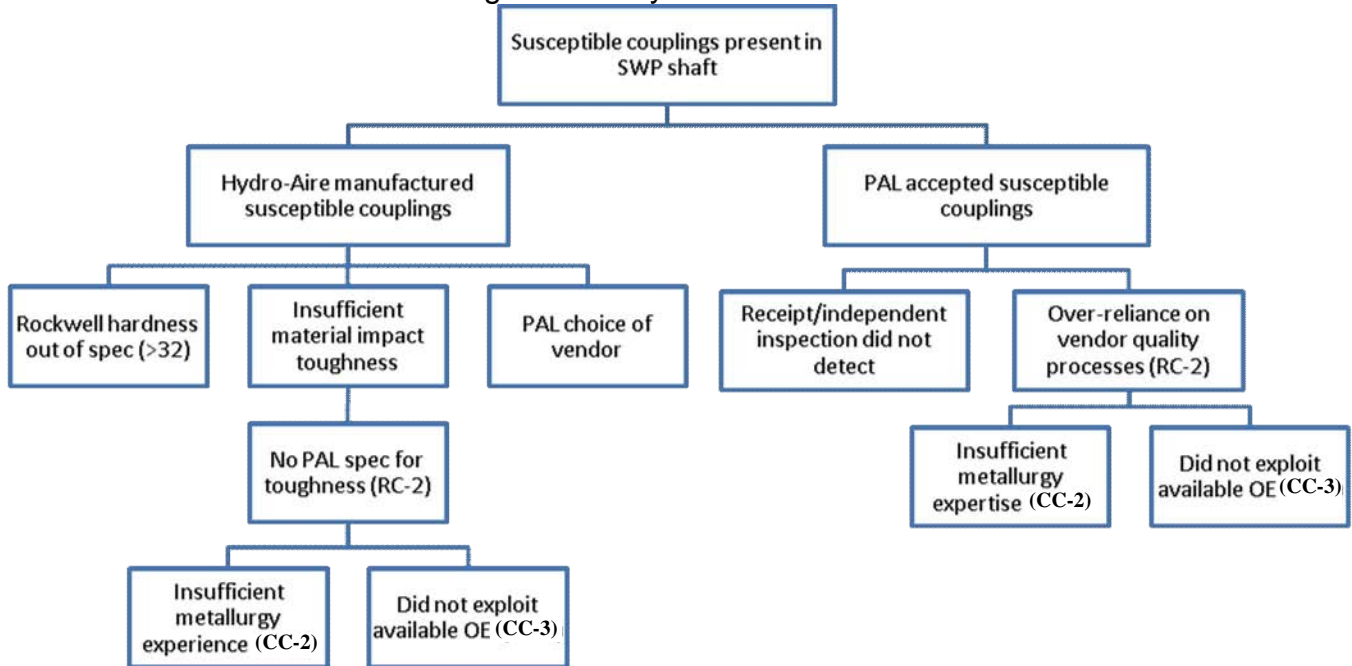 Susceptible couplings present in
SWP shaft
Hydro-Aire manufactured
susceptible couplings
PAL accepted susceptible
couplings
Rockwell hardness
out of spec (>32)
Insufficient
material impact
toughness
PAL choice of
vendor
Receipt/independent
inspection did not
detect
Over-reliance on
vendor quality
processes (RC-2)
No PAL spec for
toughness (RC-2)
Insufficient
metallurgy
expertise (CC-2)
Did not exploit
available OE (CC-3)
Insufficient
metallurgy
experience (CC-2)
Did not exploit
available OE (CC-3)